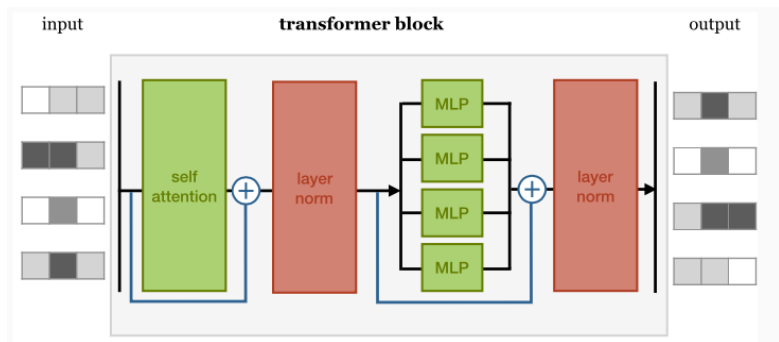 input
transformer block
output
self
attention
layer
norm
MLP
MLP
MLP
MLP
layer
norm